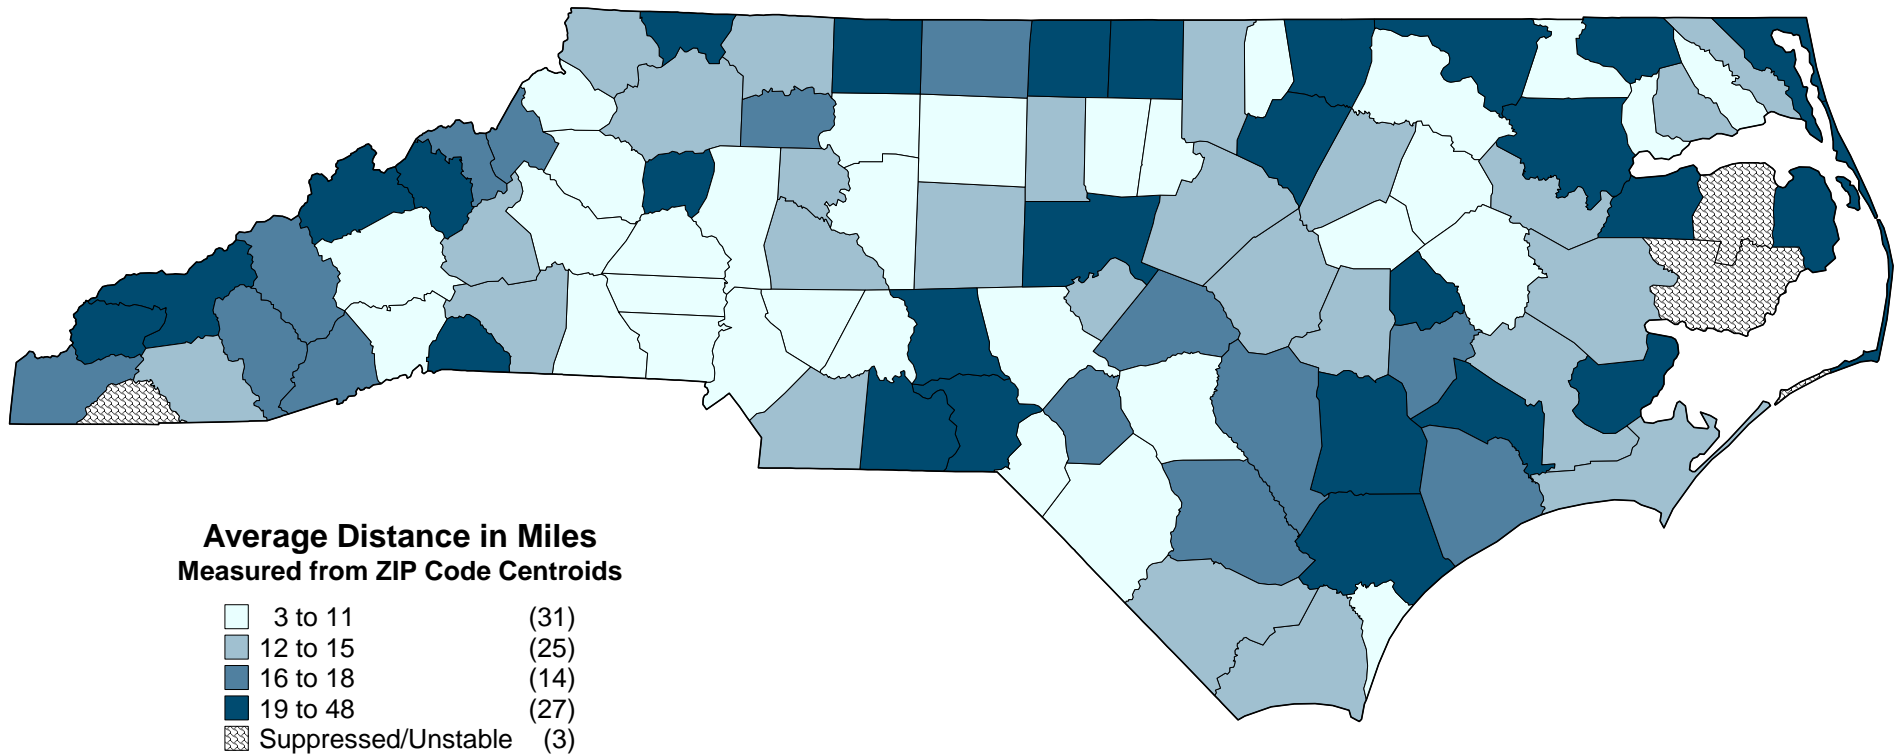 Average Distance in Miles
Measured from ZIP Code Centroids
3 to 11 (31)
12 to 15 (25)
16 to 18 (14)
19 to 48 (27)
Suppressed/Unstable (3)